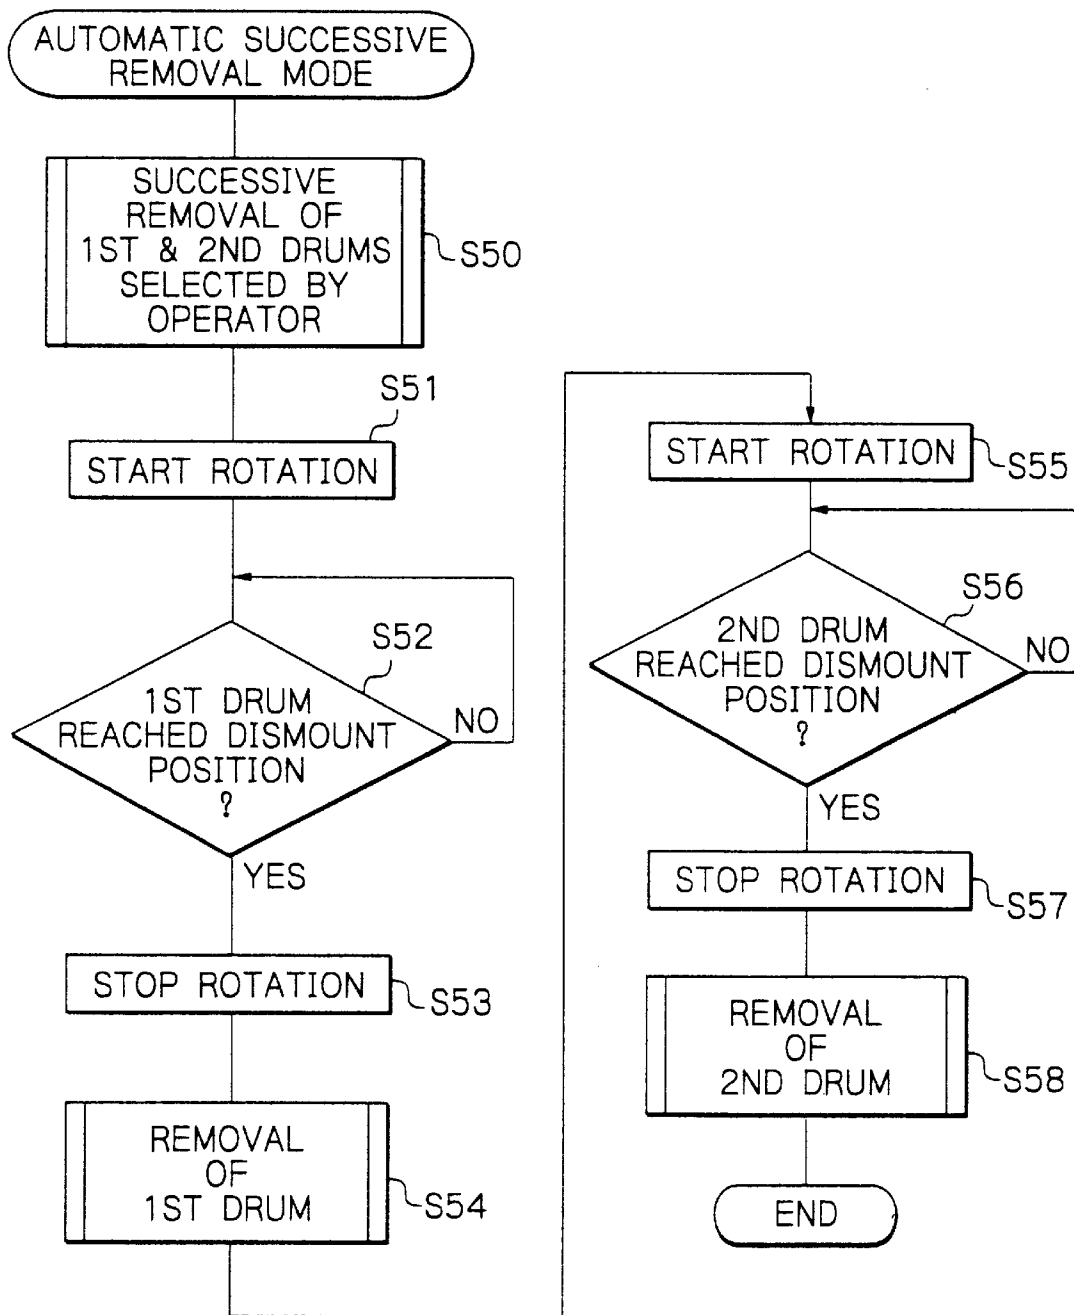 AUTOMATIC SUCCESSIVE
REMOVAL MODE
SUCCESSIVE
REMOVAL OF
1ST & 2ND DRUMS
SELECTED BY
OPERATOR
S50
S51
START ROTATION
S52
1ST DRUM
REACHED DISMOUNT
POSITION
?
NO
YES
STOP ROTATION
S53
REMOVAL
OF
1ST DRUM
S54
START ROTATION
S55
S56
2ND DRUM
REACHED DISMOUNT
POSITION
?
NO
YES
STOP ROTATION
S57
REMOVAL
OF
2ND DRUM
S58
END